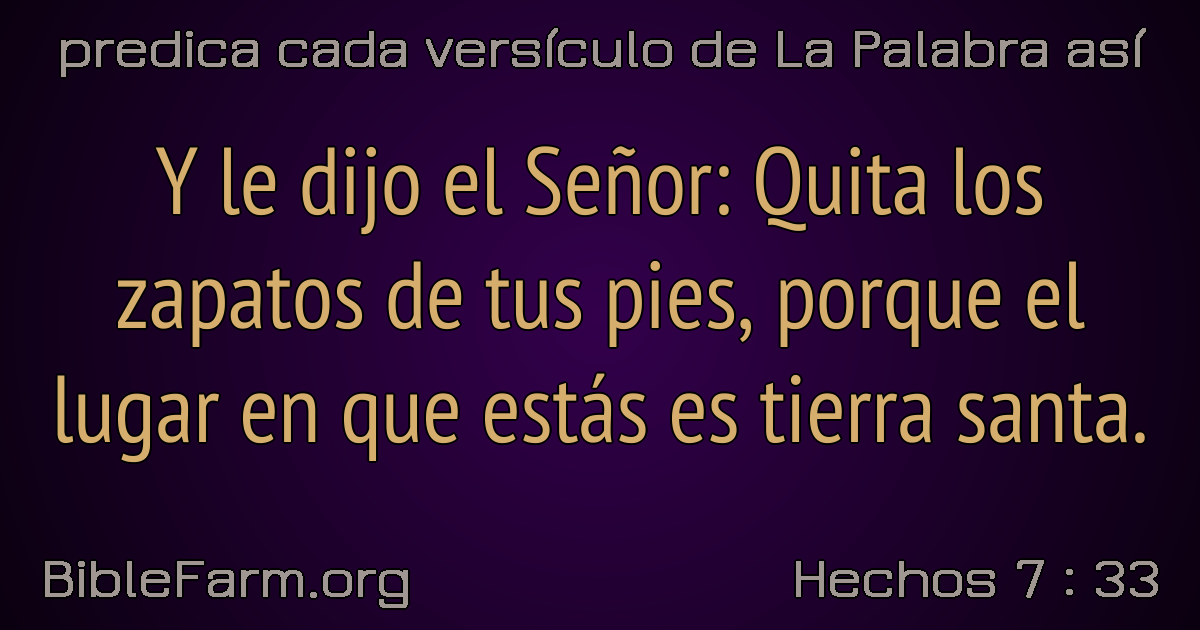 predica cada versículo de La Palabra así
Y le dijo el Señor: Quita los
zapatos de tus pies, porque el
lugar en que estás es tierra santa.
BibleFarm.org
Hechos 7 : 33